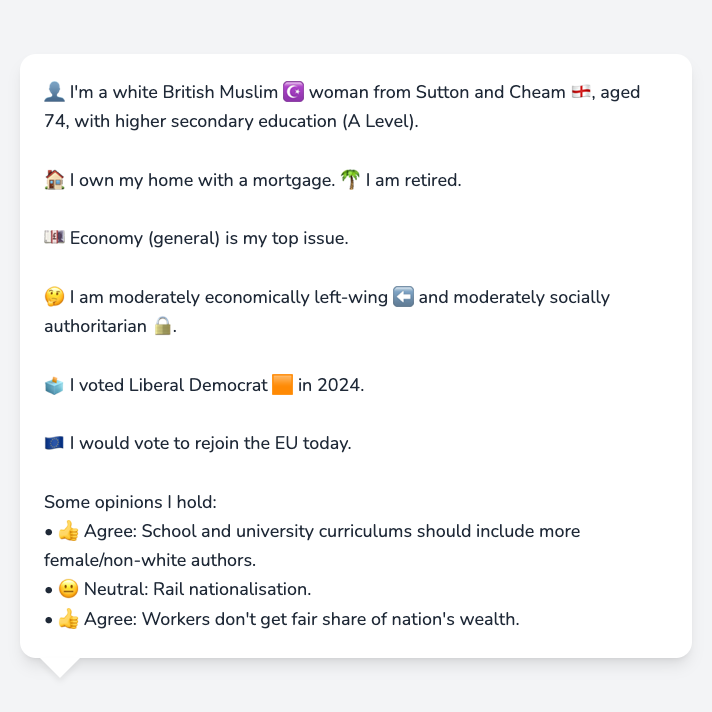 👤 I'm a white British Muslim ☪️ woman from Sutton and Cheam 🏴󠁧󠁢󠁥󠁮󠁧󠁿, aged
74, with higher secondary education (A Level).
🏠 I own my home with a mortgage. 🌴 I am retired.
💷 Economy (general) is my top issue.
🤔 I am moderately economically left-wing ⬅️ and moderately socially
authoritarian 🔒.
🗳️ I voted Liberal Democrat 🟧 in 2024.
🇪🇺 I would vote to rejoin the EU today.
Some opinions I hold:
• 👍 Agree: School and university curriculums should include more
female/non-white authors.
• 😐 Neutral: Rail nationalisation.
• 👍 Agree: Workers don't get fair share of nation's wealth.